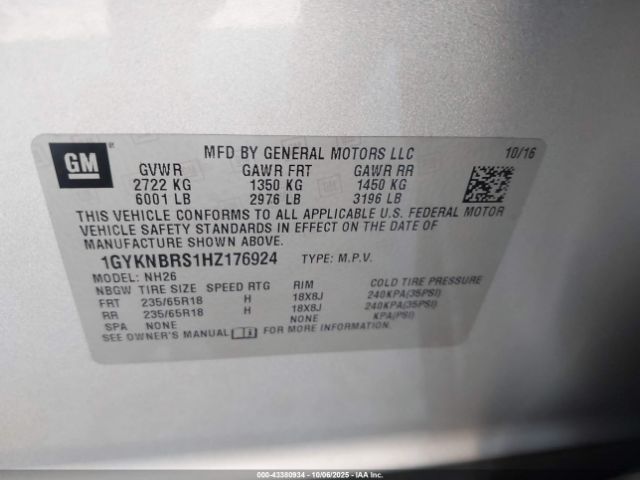 GM
MFD BY GENERAL MOTORS LLC 10/16
GVWR GAWR FRT GAWR RR
2722 KG 1350 KG 1450 KG
6001 LB 2976 LB 3196 LB
THIS VEHICLE CONFORMS TO ALL APPLICABLE U.S. FEDERAL MOTOR
VEHICLE SAFETY STANDARDS IN EFFECT ON THE DATE OF
MANUFACTURE SHOWN ABOVE.
1GYKNBRS1HZ176924 TYPE: M.P.V.
MODEL: NH26
NBGW TIRE SIZE SPEED RTG RIM COLD TIRE PRESSURE
FRT 235/65R18 H 18X8J 240KPA(35PSI)
RR 235/65R18 H 18X8J 240KPA(35PSI)
SPA NONE NONE KPA(PSI)
SEE OWNER'S MANUAL FOR MORE INFORMATION.
000-43380934 - 10/06/2025 - IAAI.COM